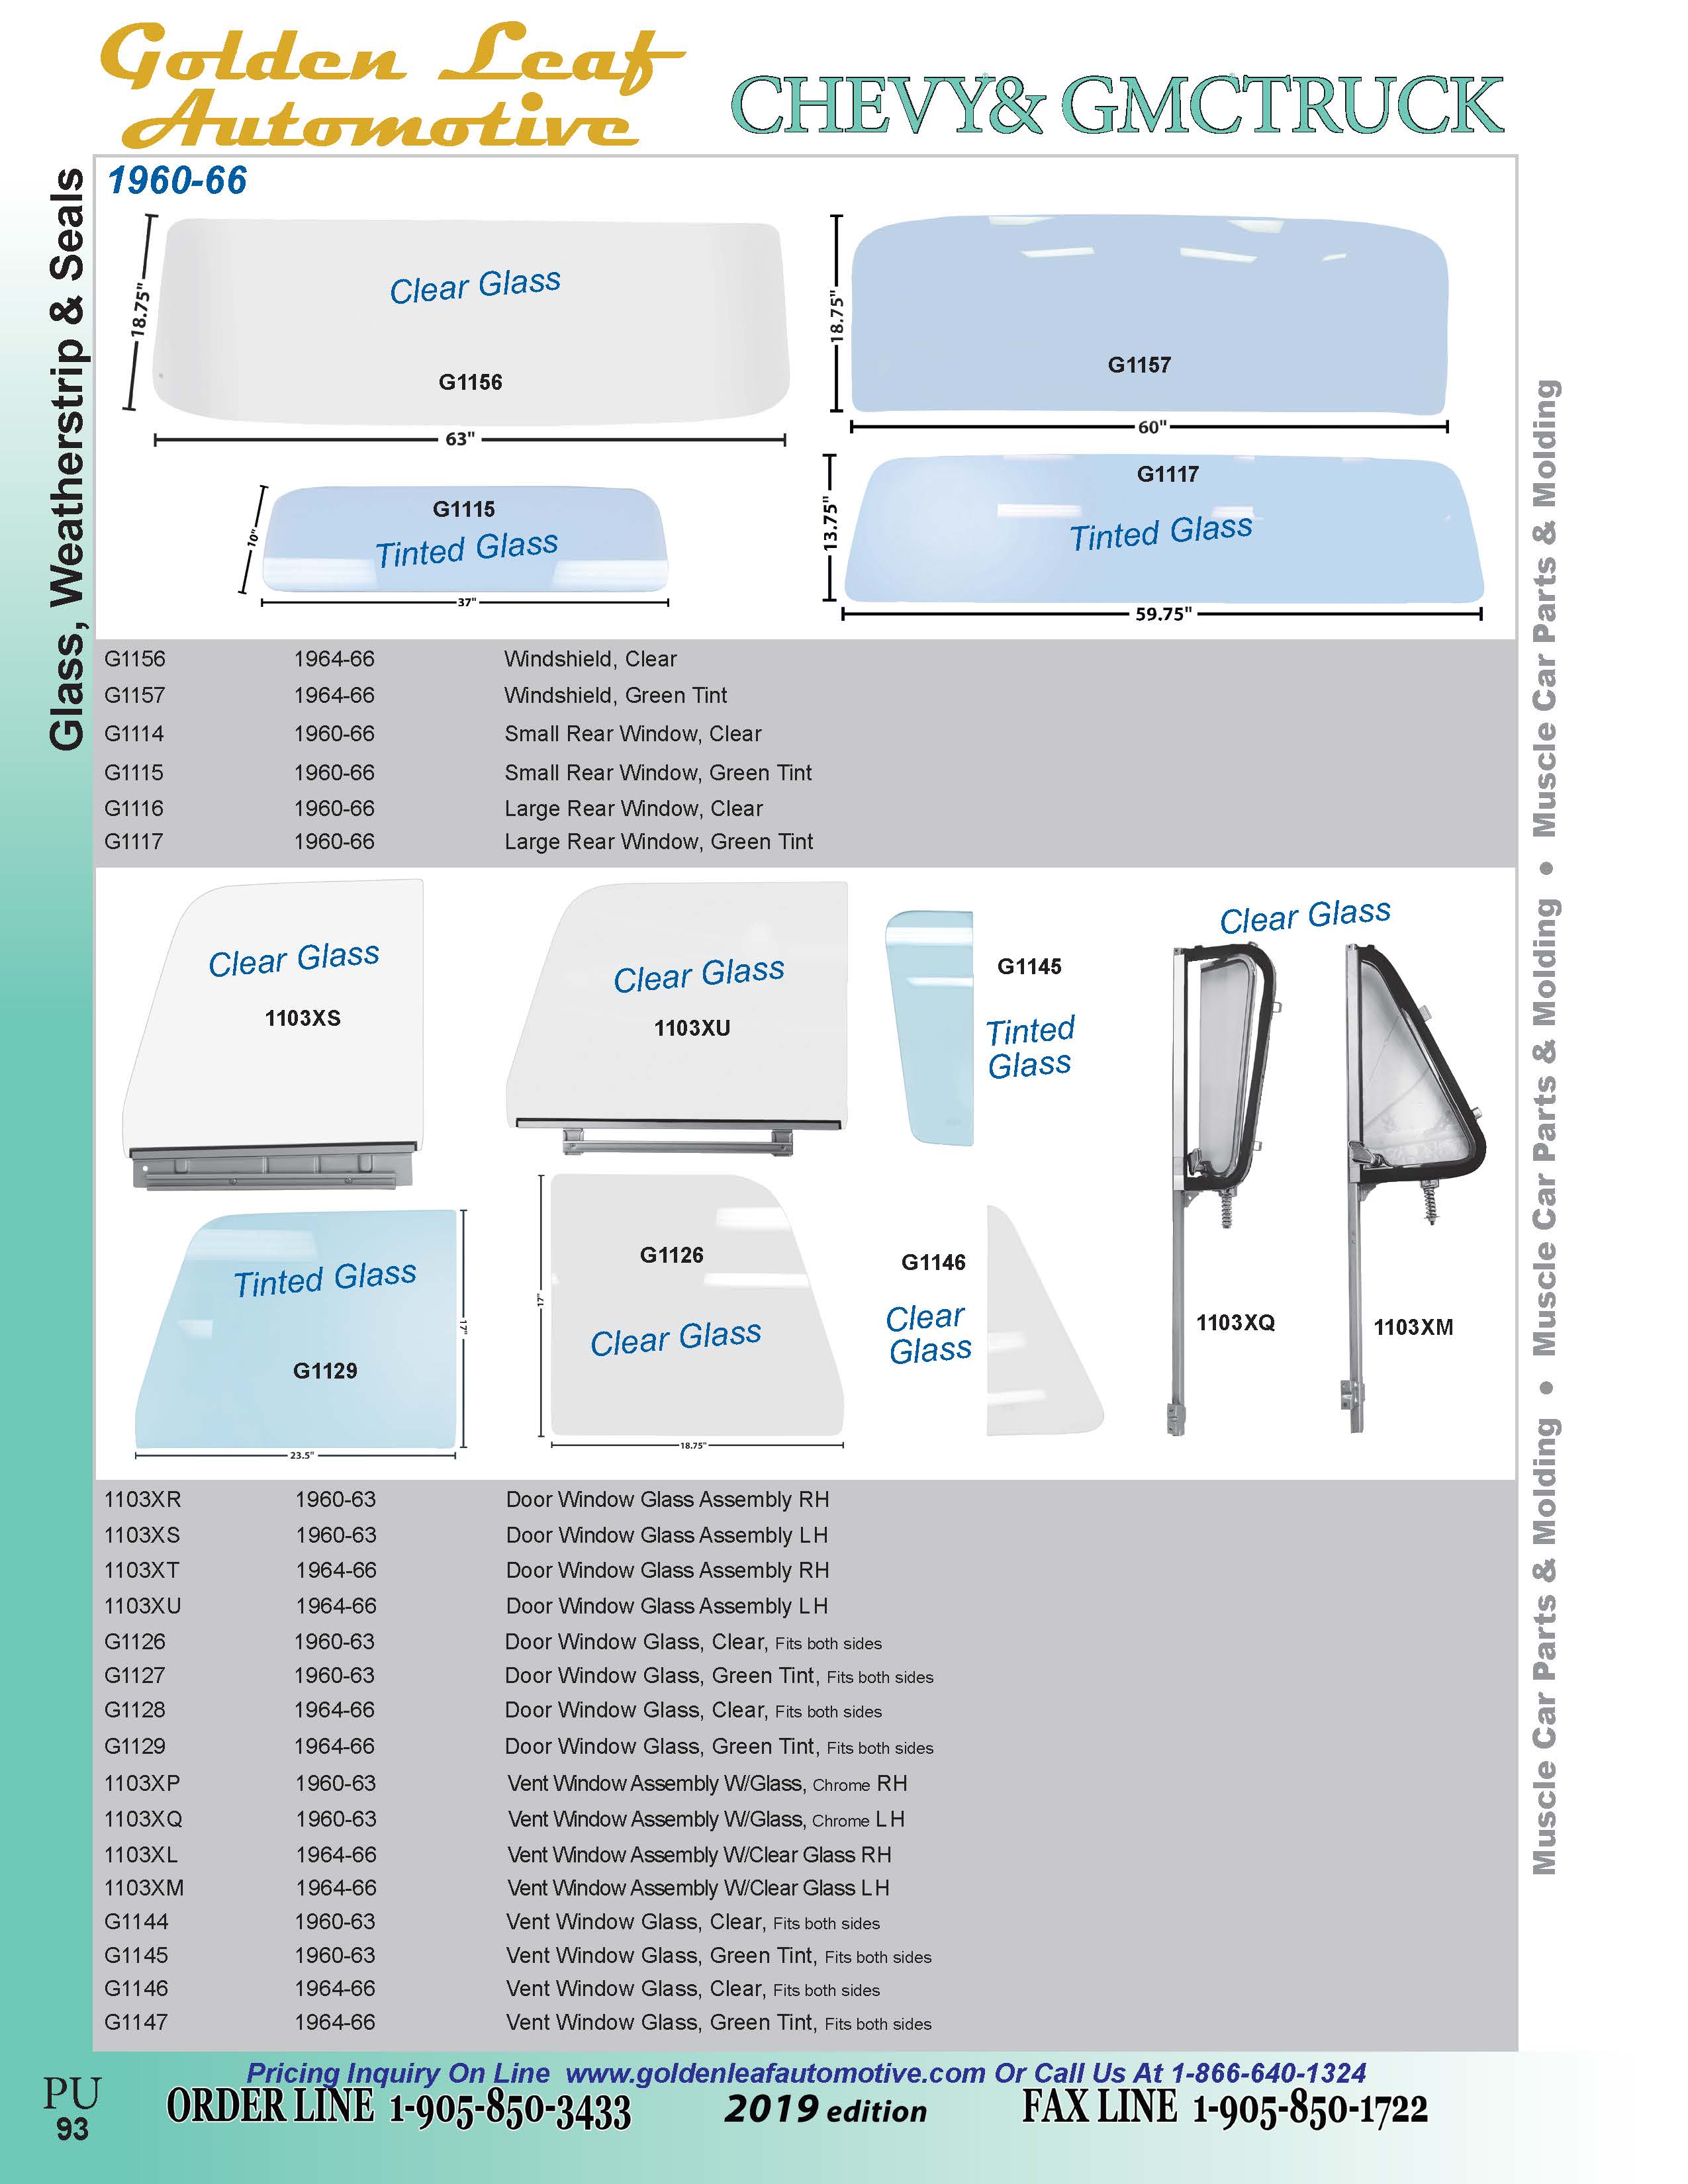 Golden Leaf
Automotive
CHEVY& GMCTRUCK
Glass, Weatherstrip & Seals
1960-66
18.75"
Clear Glass
G1156
63"
18.75"
G1157
60"
10"
G1115
Tinted Glass
37"
13.75"
G1117
Tinted Glass
59.75"
G1156 1964-66 Windshield, Clear
G1157 1964-66 Windshield, Green Tint
G1114 1960-66 Small Rear Window, Clear
G1115 1960-66 Small Rear Window, Green Tint
G1116 1960-66 Large Rear Window, Clear
G1117 1960-66 Large Rear Window, Green Tint
Clear Glass
1103XS
Clear Glass
1103XU
G1145
Tinted
Glass
Clear Glass
1103XQ
1103XM
Tinted Glass
G1129
17"
23.5"
17"
G1126
Clear Glass
18.75"
G1146
Clear
Glass
1103XR 1960-63 Door Window Glass Assembly RH
1103XS 1960-63 Door Window Glass Assembly LH
1103XT 1964-66 Door Window Glass Assembly RH
1103XU 1964-66 Door Window Glass Assembly LH
G1126 1960-63 Door Window Glass, Clear, Fits both sides
G1127 1960-63 Door Window Glass, Green Tint, Fits both sides
G1128 1964-66 Door Window Glass, Clear, Fits both sides
G1129 1964-66 Door Window Glass, Green Tint, Fits both sides
1103XP 1960-63 Vent Window Assembly W/Glass, Chrome RH
1103XQ 1960-63 Vent Window Assembly W/Glass, Chrome LH
1103XL 1964-66 Vent Window Assembly W/Clear Glass RH
1103XM 1964-66 Vent Window Assembly W/Clear Glass LH
G1144 1960-63 Vent Window Glass, Clear, Fits both sides
G1145 1960-63 Vent Window Glass, Green Tint, Fits both sides
G1146 1964-66 Vent Window Glass, Clear, Fits both sides
G1147 1964-66 Vent Window Glass, Green Tint, Fits both sides
Muscle Car Parts & Molding • Muscle Car Parts & Molding • Muscle Car Parts & Molding
Pricing Inquiry On Line www.goldenleafautomotive.com Or Call Us At 1-866-640-1324
PU
93
ORDER LINE 1-905-850-3433 2019 edition FAX LINE 1-905-850-1722